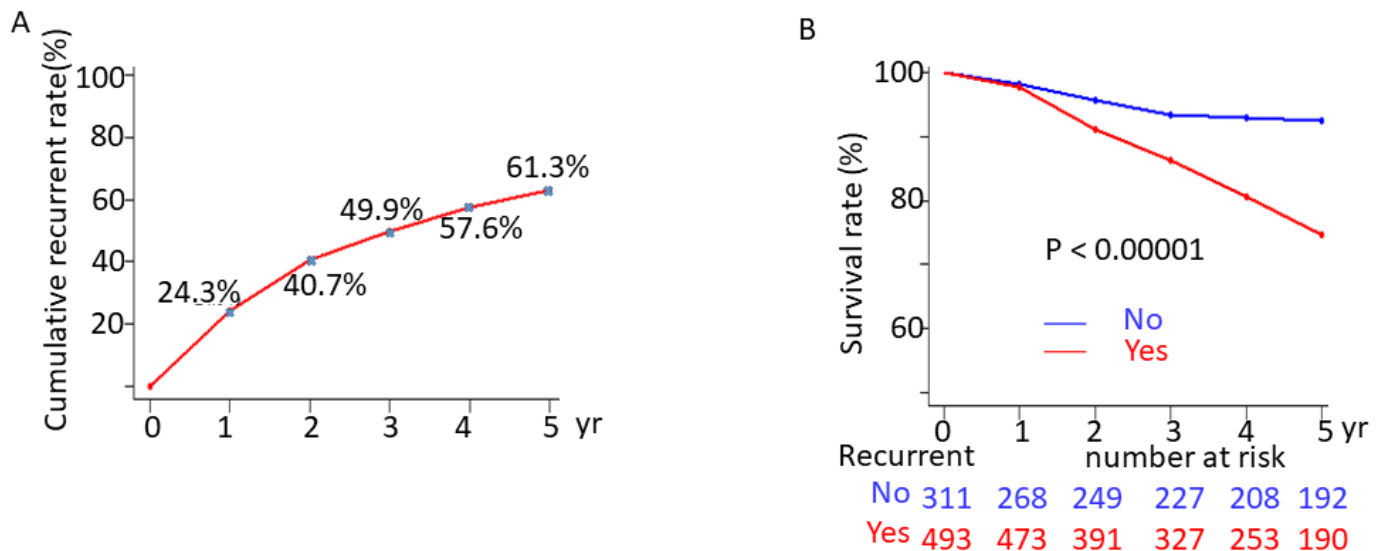 A
Cumulative recurrent rate(%)
100
80
60
40
20
24.3%
40.7%
49.9%
57.6%
61.3%
0 1 2 3 4 5 yr
B
Survival rate (%)
100
80
60
P < 0.00001
No
Yes
0 1 2 3 4 5 yr
Recurrent number at risk
No 311 268 249 227 208 192
Yes 493 473 391 327 253 190